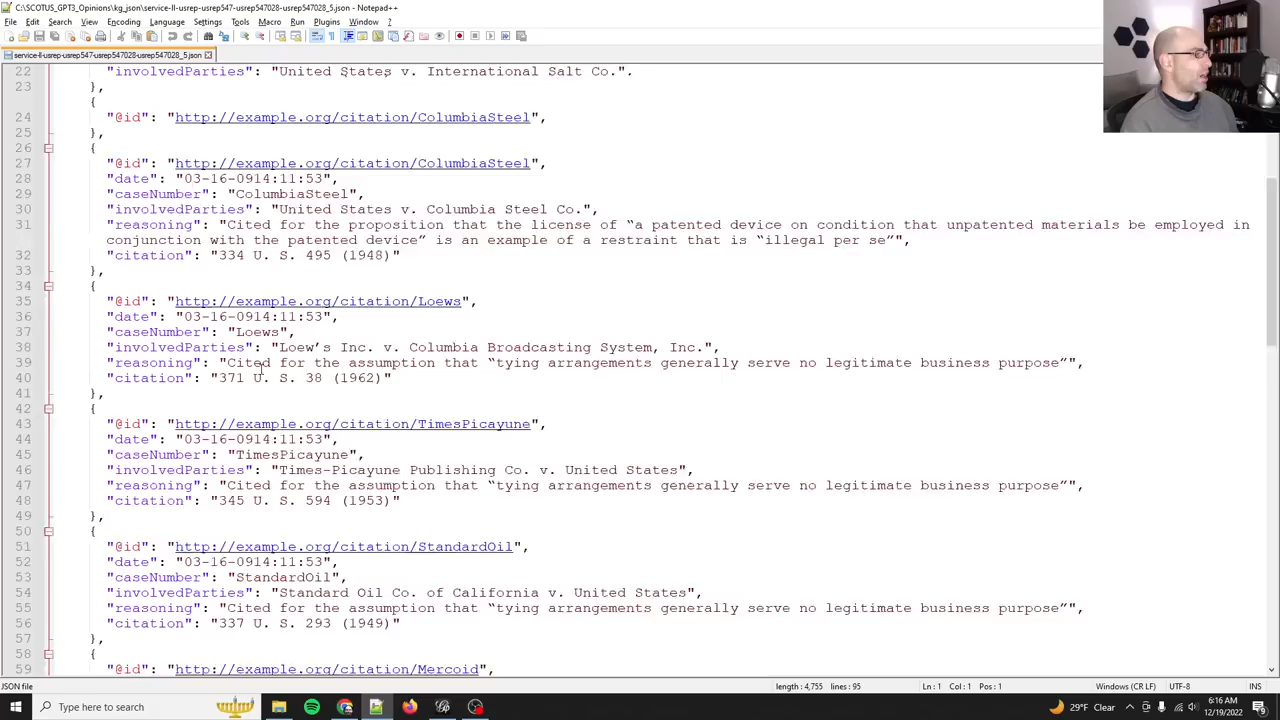 C:\SCOTUS_GPT3_Opinions\kg_json\service-ll-usrep-usrep547-usrep547028-usrep547028_5.json - Notepad++
File Edit Search View Encoding Language Settings Tools Macro Run Plugins Window ?
service-ll-usrep-usrep547-usrep547028-usrep547028_5.json
22 "involvedParties": "United States v. International Salt Co.".
23 },
{
24 "@id": "http://example.org/citation/ColumbiaSteel",
25 },
26 {
27 "@id": "http://example.org/citation/ColumbiaSteel",
28 "date": "03-16-0914:11:53",
29 "caseNumber": "ColumbiaSteel",
30 "involvedParties": "United States v. Columbia Steel Co.",
31 "reasoning": "Cited for the proposition that the license of “a patented device on condition that unpatented materials be employed in
conjunction with the patented device” is an example of a restraint that is “illegal per se”",
32 "citation": "334 U. S. 495 (1948)"
33 },
34 {
35 "@id": "http://example.org/citation/Loews",
36 "date": "03-16-0914:11:53",
37 "caseNumber": "Loews",
38 "involvedParties": "Loew’s Inc. v. Columbia Broadcasting System, Inc.",
39 "reasoning": "Cited for the assumption that “tying arrangements generally serve no legitimate business purpose”",
40 "citation": "371 U. S. 38 (1962)"
41 },
42 {
43 "@id": "http://example.org/citation/TimesPicayune",
44 "date": "03-16-0914:11:53",
45 "caseNumber": "TimesPicayune",
46 "involvedParties": "Times-Picayune Publishing Co. v. United States",
47 "reasoning": "Cited for the assumption that “tying arrangements generally serve no legitimate business purpose”",
48 "citation": "345 U. S. 594 (1953)"
49 },
50 {
51 "@id": "http://example.org/citation/StandardOil",
52 "date": "03-16-0914:11:53",
53 "caseNumber": "StandardOil",
54 "involvedParties": "Standard Oil Co. of California v. United States",
55 "reasoning": "Cited for the assumption that “tying arrangements generally serve no legitimate business purpose”",
56 "citation": "337 U. S. 293 (1949)"
57 },
58 {
59 "@id": "http://example.org/citation/Mercoid",
JSON file length : 4,755 lines : 95 Ln : 1 Col : 1 Pos : 1 Windows (CR LF) UTF-8 INS
Type here to search 29°F Clear 6:16 AM
12/19/2022